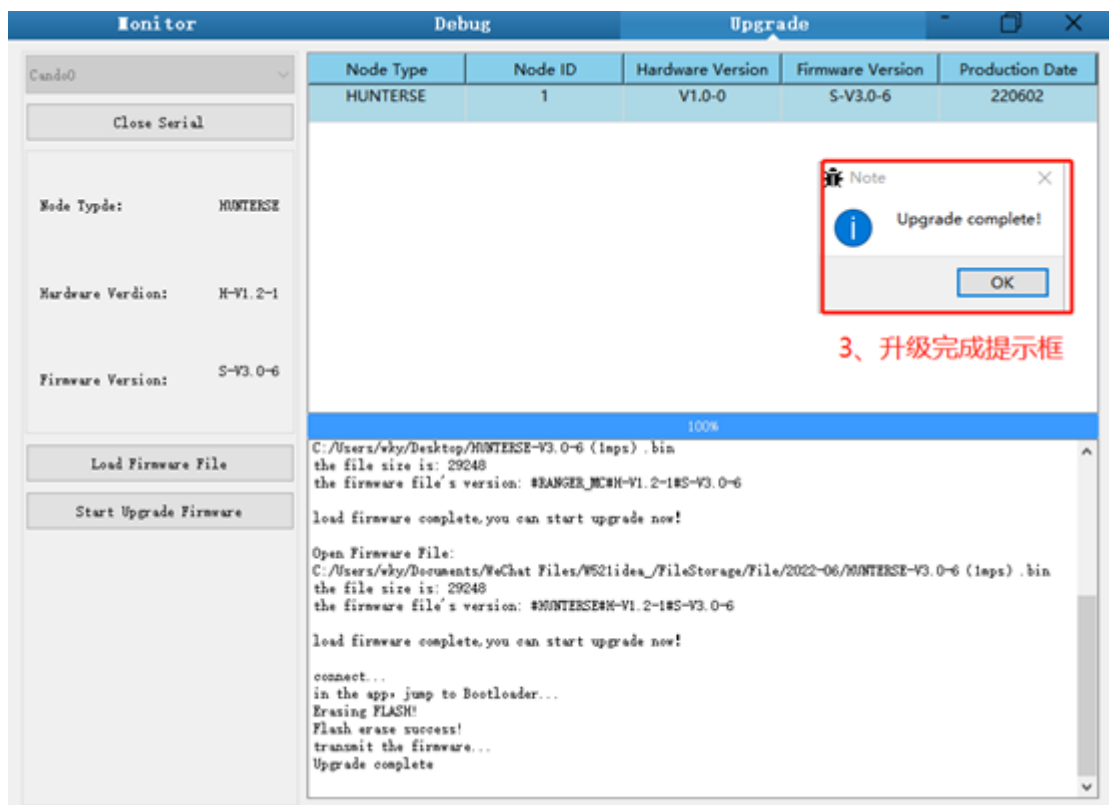 Monitor
Debug
Upgrade
Cando0
Close Serial
Node Typde: HUNTERSE
Hardware Verdion: H-V1.2-1
Firmware Version: S-V3.0-6
Load Firmware File
Start Upgrade Firmware
Node Type Node ID Hardware Version Firmware Version Production Date
HUNTERSE 1 V1.0-0 S-V3.0-6 220602
Note
Upgrade complete!
OK
3、升级完成提示框
100%
C:/Users/wky/Desktop/HUNTERSE-V3.0-6 (1mps) .bin
the file size is: 29248
the firmware file's version: #RANGER_MC#H-V1.2-1#S-V3.0-6
load firmware complete,you can start upgrade now!
Open Firmware File:
C:/Users/wky/Documents/WeChat Files/W521idea_/FileStorage/File/2022-06/HUNTERSE-V3.0-6 (1mps) .bin
the file size is: 29248
the firmware file's version: #HUNTERSE#H-V1.2-1#S-V3.0-6
load firmware complete,you can start upgrade now!
connect...
in the app, jump to Bootloader...
Erasing FLASH!
Flash erase success!
transmit the firmware...
Upgrade complete